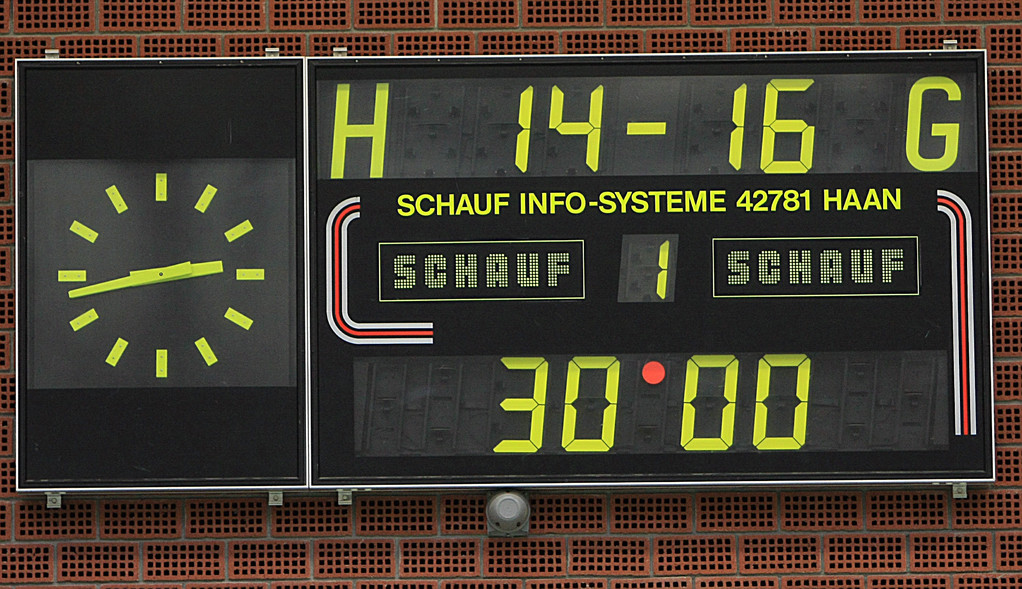 H 14-16 G
SCHAUF INFO-SYSTEME 42781 HAAN
SCHAUF 1 SCHAUF
30:00